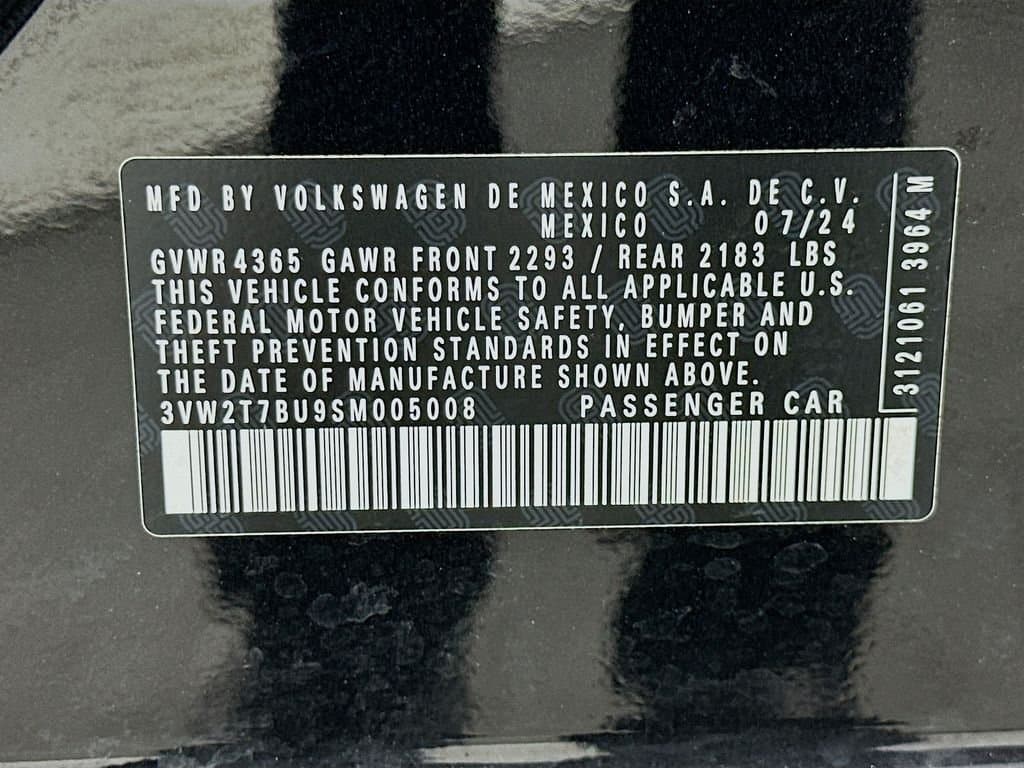 MFD BY VOLKSWAGEN DE MEXICO S.A. DE C.V.
MEXICO 07/24
GVWR 4365 GAWR FRONT 2293 / REAR 2183 LBS
THIS VEHICLE CONFORMS TO ALL APPLICABLE U.S.
FEDERAL MOTOR VEHICLE SAFETY, BUMPER AND
THEFT PREVENTION STANDARDS IN EFFECT ON
THE DATE OF MANUFACTURE SHOWN ABOVE.
3VW2T7BU9SM005008 PASSENGER CAR
3121061 3964 M